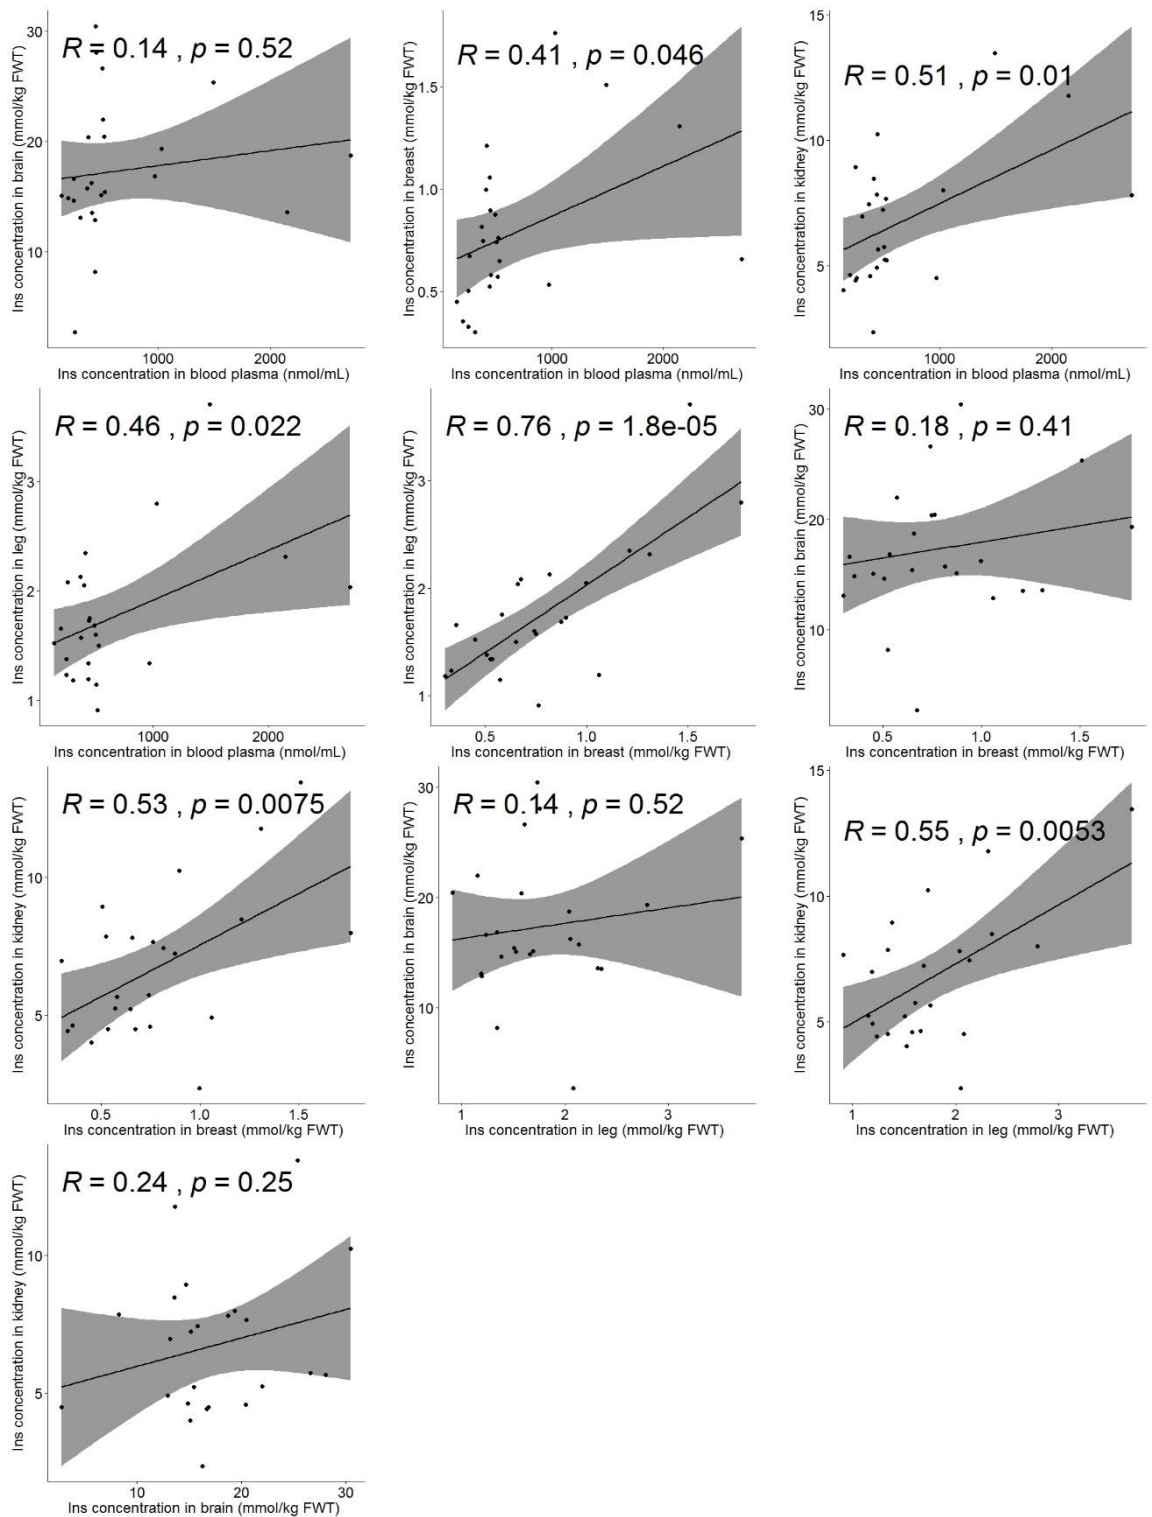 R = 0.14 , p = 0.52
Ins concentration in brain (mmol/kg FWT)
30
20
10
1000 2000
Ins concentration in blood plasma (nmol/mL)
R = 0.41 , p = 0.046
Ins concentration in breast (mmol/kg FWT)
1.5
1.0
0.5
1000 2000
Ins concentration in blood plasma (nmol/mL)
R = 0.51 , p = 0.01
Ins concentration in kidney (mmol/kg FWT)
15
10
5
1000 2000
Ins concentration in blood plasma (nmol/mL)
R = 0.46 , p = 0.022
Ins concentration in leg (mmol/kg FWT)
3
2
1
1000 2000
Ins concentration in blood plasma (nmol/mL)
R = 0.76 , p = 1.8e-05
Ins concentration in leg (mmol/kg FWT)
3
2
1
0.5 1.0 1.5
Ins concentration in breast (mmol/kg FWT)
R = 0.18 , p = 0.41
Ins concentration in brain (mmol/kg FWT)
30
20
10
0.5 1.0 1.5
Ins concentration in breast (mmol/kg FWT)
R = 0.53 , p = 0.0075
Ins concentration in kidney (mmol/kg FWT)
10
5
0.5 1.0 1.5
Ins concentration in breast (mmol/kg FWT)
R = 0.14 , p = 0.52
Ins concentration in brain (mmol/kg FWT)
30
20
10
1 2 3
Ins concentration in leg (mmol/kg FWT)
R = 0.55 , p = 0.0053
Ins concentration in kidney (mmol/kg FWT)
15
10
5
1 2 3
Ins concentration in leg (mmol/kg FWT)
R = 0.24 , p = 0.25
Ins concentration in kidney (mmol/kg FWT)
10
5
10 20 30
Ins concentration in brain (mmol/kg FWT)